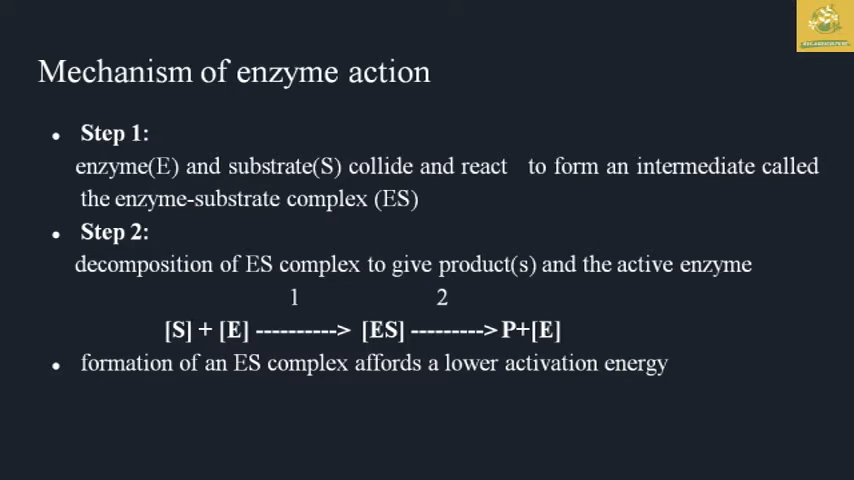 Mechanism of enzyme action
● Step 1:
enzyme(E) and substrate(S) collide and react to form an intermediate called
the enzyme-substrate complex (ES)
● Step 2:
decomposition of ES complex to give product(s) and the active enzyme
1 2
[S] + [E] ----------> [ES] ---------> P+[E]
● formation of an ES complex affords a lower activation energy